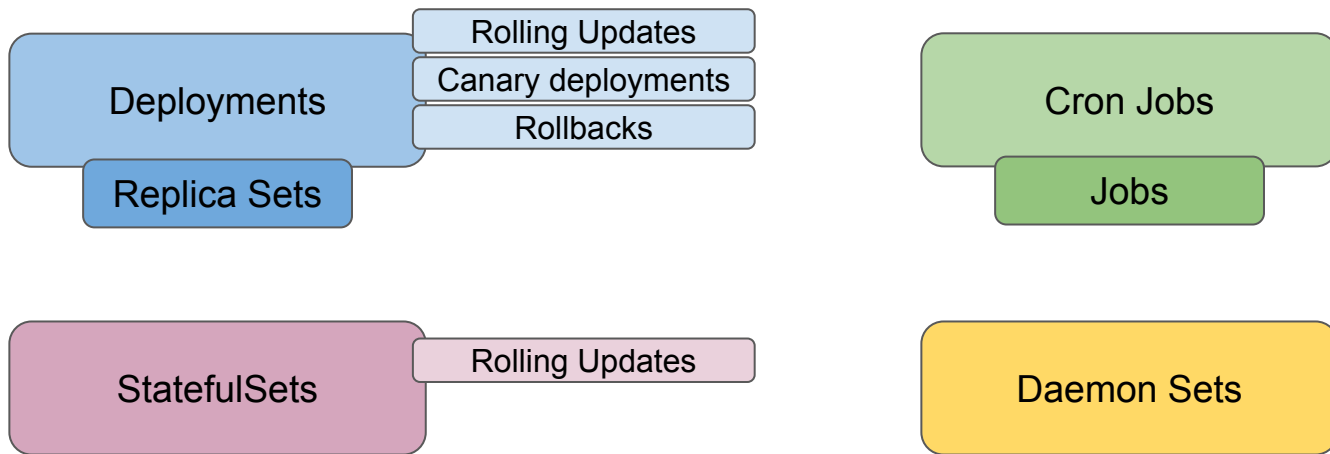 Deployments
Rolling Updates
Canary deployments
Rollbacks
Replica Sets
Cron Jobs
Jobs
StatefulSets
Rolling Updates
Daemon Sets